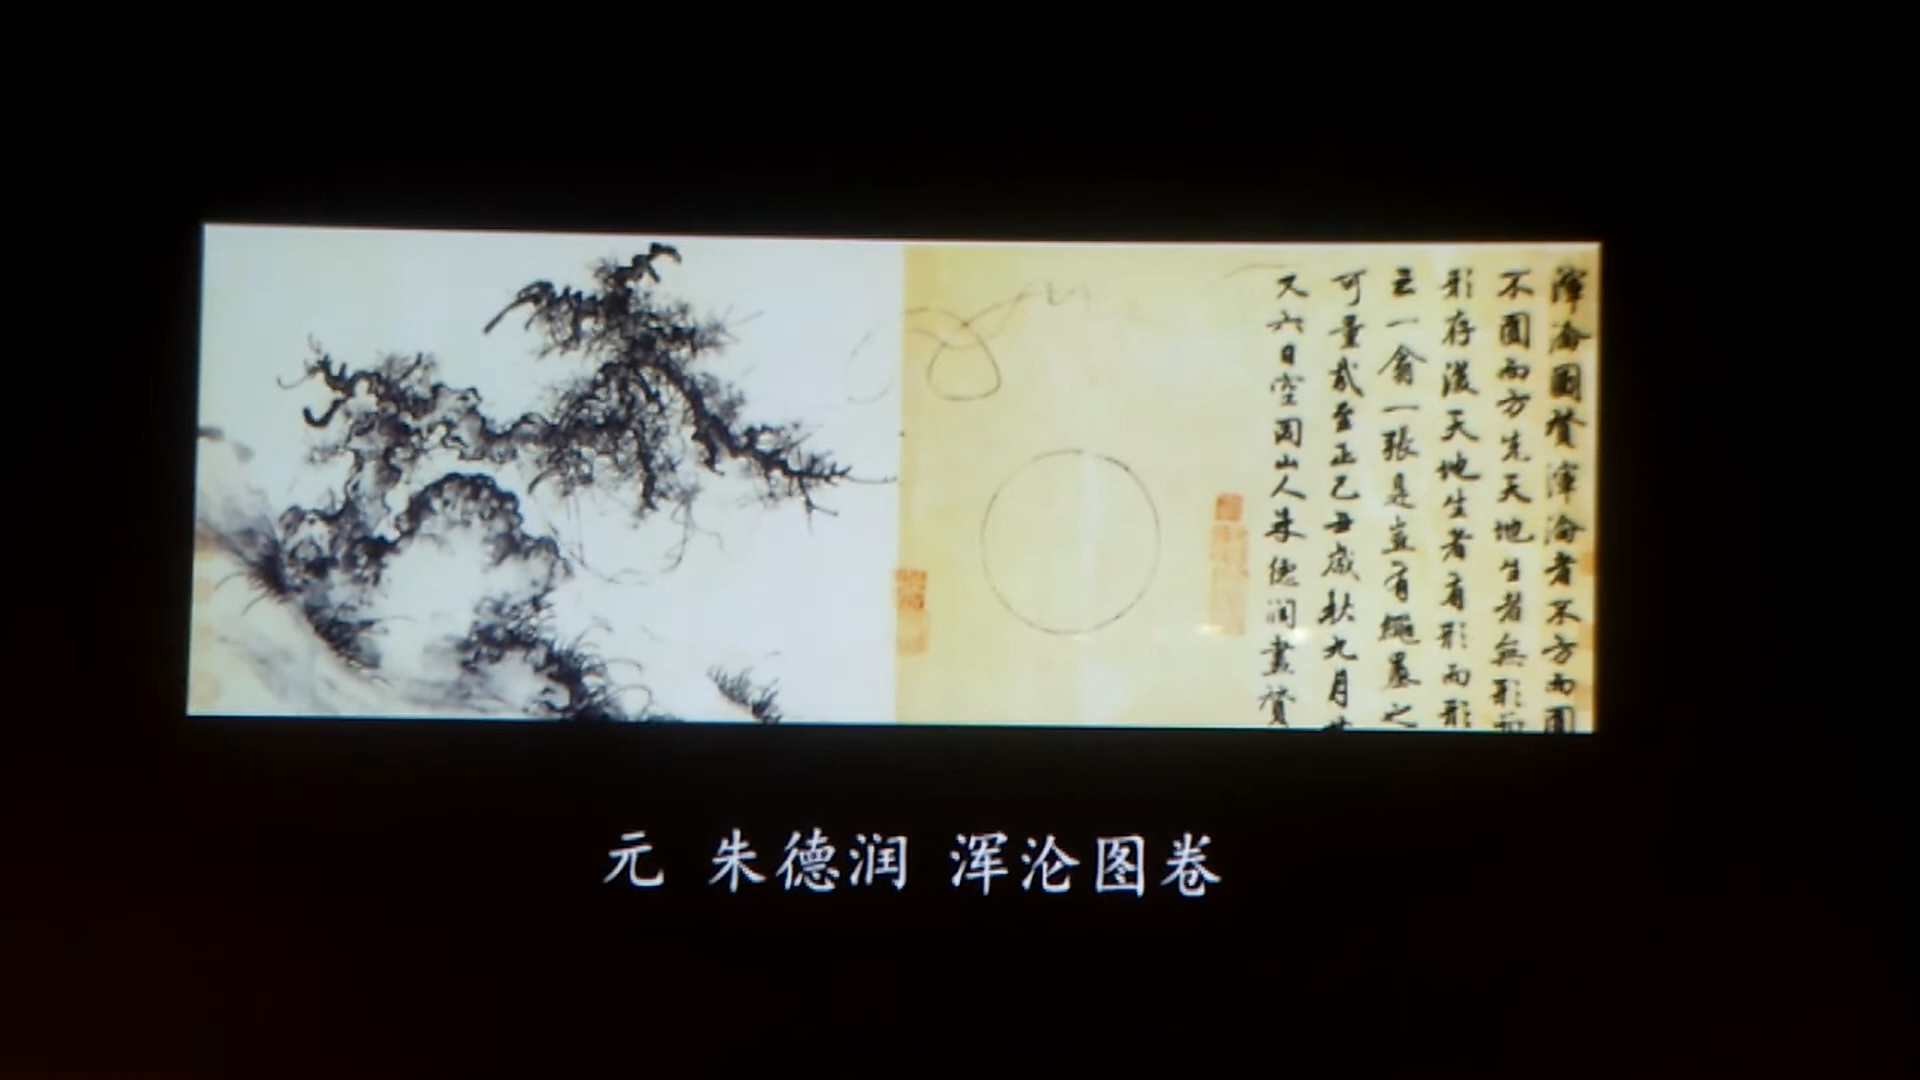 渾淪圖贊渾淪者不方而圓
不圓而方先天地生者無形而
形存後天地生者有形而形
亡一翕一張是豈有繩墨之
可量哉至正己丑歲秋九月廿
又六日空同山人朱德潤畫贊
元 朱德润 浑沦图卷